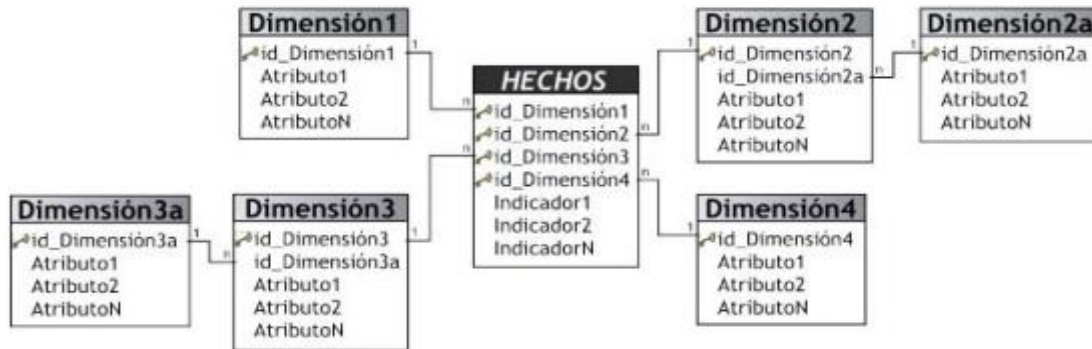 Dimensión1
id_Dimensión1
Atributo1
Atributo2
AtributoN
1
n
HECHOS
id_Dimensión1
id_Dimensión2
id_Dimensión3
id_Dimensión4
Indicador1
Indicador2
IndicadorN
n
n
n
Dimensión2
id_Dimensión2
id_Dimensión2a
Atributo1
Atributo2
AtributoN
1
n
Dimensión2a
id_Dimensión2a
Atributo1
Atributo2
AtributoN
1
Dimensión3a
id_Dimensión3a
Atributo1
Atributo2
AtributoN
1
n
Dimensión3
id_Dimensión3
id_Dimensión3a
Atributo1
Atributo2
AtributoN
1
Dimensión4
id_Dimensión4
Atributo1
Atributo2
AtributoN
1